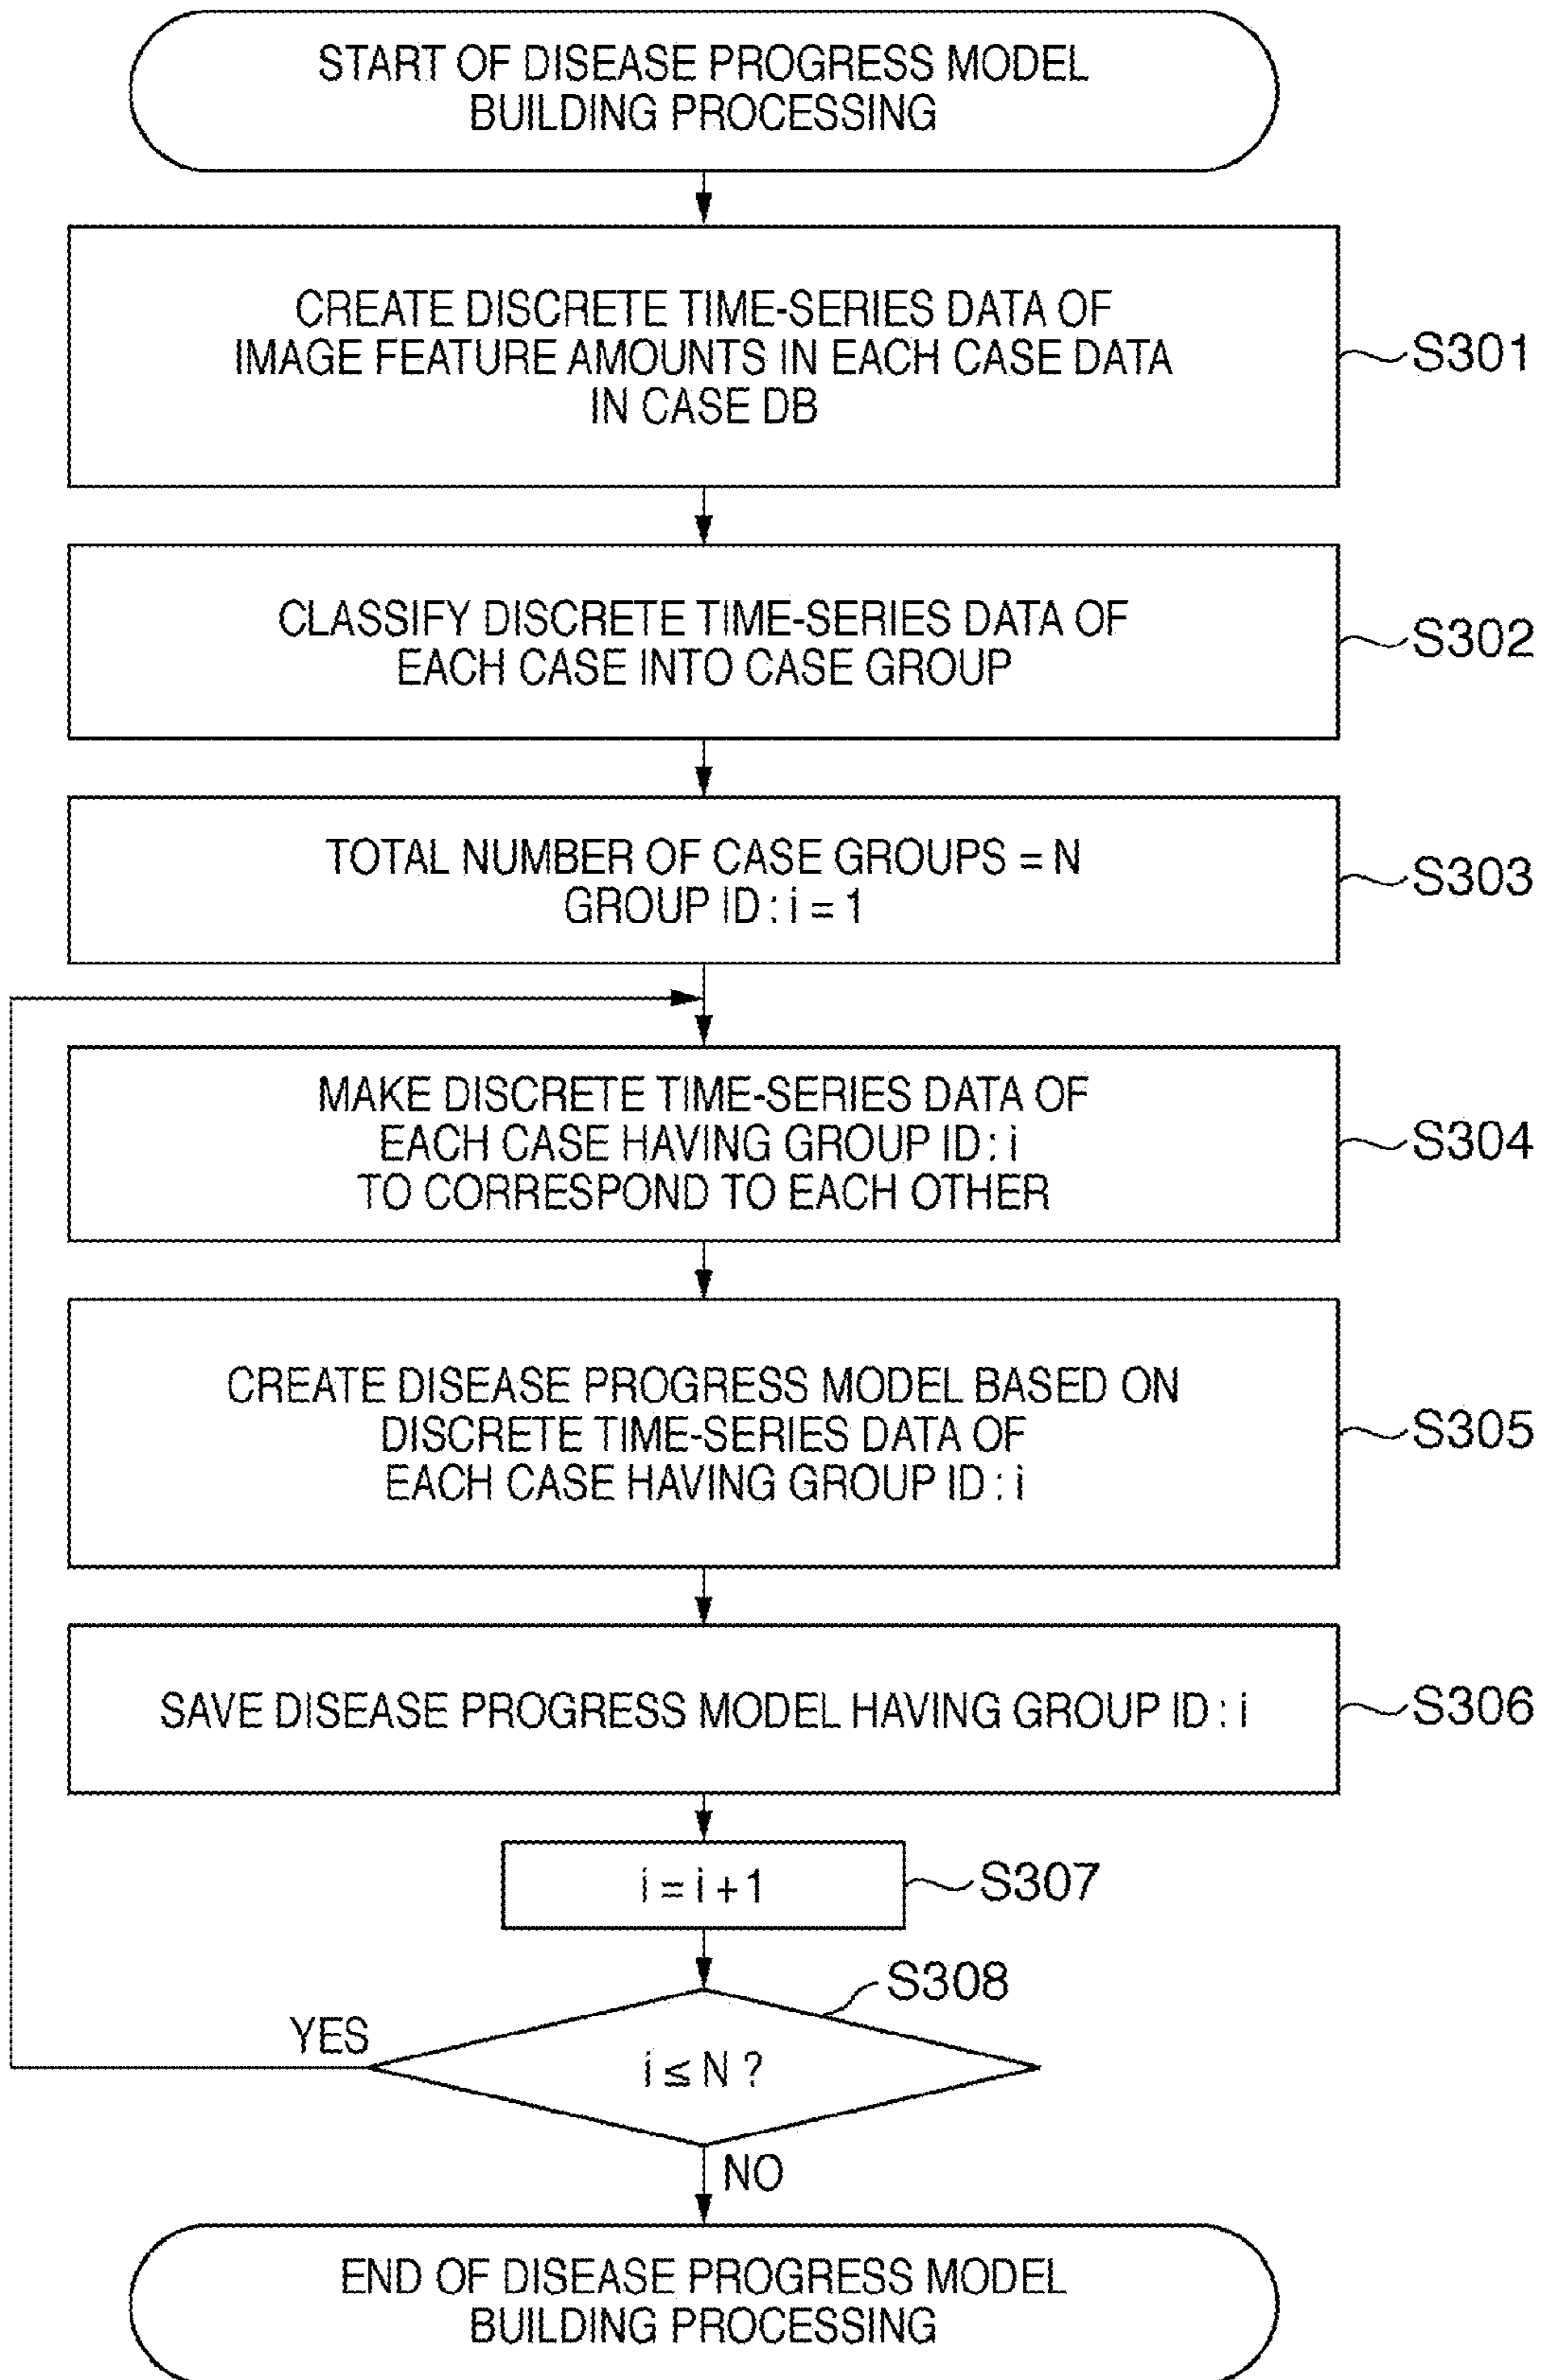 START OF DISEASE PROGRESS MODEL
BUILDING PROCESSING
CREATE DISCRETE TIME-SERIES DATA OF
IMAGE FEATURE AMOUNTS IN EACH CASE DATA
IN CASE DB
S301
CLASSIFY DISCRETE TIME-SERIES DATA OF
EACH CASE INTO CASE GROUP
S302
TOTAL NUMBER OF CASE GROUPS = N
GROUP ID : i = 1
S303
MAKE DISCRETE TIME-SERIES DATA OF
EACH CASE HAVING GROUP ID : i
TO CORRESPOND TO EACH OTHER
S304
CREATE DISEASE PROGRESS MODEL BASED ON
DISCRETE TIME-SERIES DATA OF
EACH CASE HAVING GROUP ID : i
S305
SAVE DISEASE PROGRESS MODEL HAVING GROUP ID : i
S306
i = i + 1
S307
S308
YES
i ≤ N ?
NO
END OF DISEASE PROGRESS MODEL
BUILDING PROCESSING